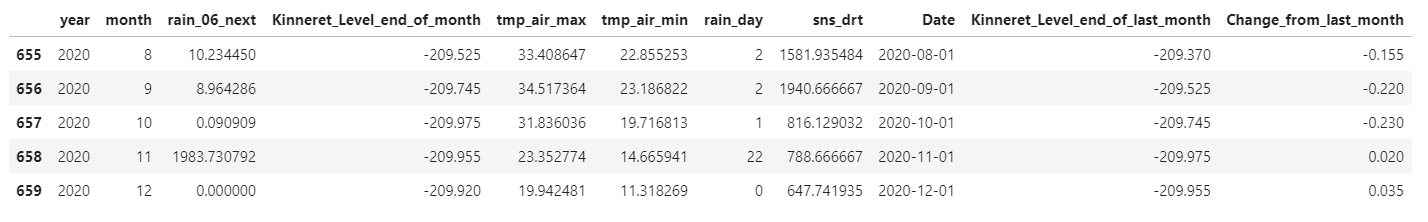 year month rain_06_next Kinneret_Level_end_of_month tmp_air_max tmp_air_min rain_day sns_drt Date Kinneret_Level_end_of_last_month Change_from_last_month
655 2020 8 10.234450 -209.525 33.408647 22.855253 2 1581.935484 2020-08-01 -209.370 -0.155
656 2020 9 8.964286 -209.745 34.517364 23.186822 2 1940.666667 2020-09-01 -209.525 -0.220
657 2020 10 0.090909 -209.975 31.836036 19.716813 1 816.129032 2020-10-01 -209.745 -0.230
658 2020 11 1983.730792 -209.955 23.352774 14.665941 22 788.666667 2020-11-01 -209.975 0.020
659 2020 12 0.000000 -209.920 19.942481 11.318269 0 647.741935 2020-12-01 -209.955 0.035